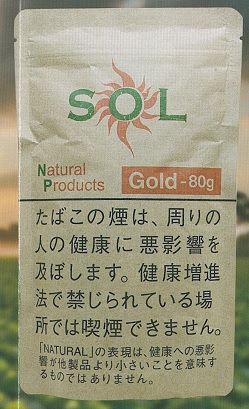 SOL
Natural
Products
Gold-80g
たばこの煙は、周りの
人の健康に悪影響を
及ぼします。健康増進
法で禁じられている場
所では喫煙できません。
「NATURAL」の表現は、健康への悪影
響が他製品より小さいことを意味す
るものではありません。